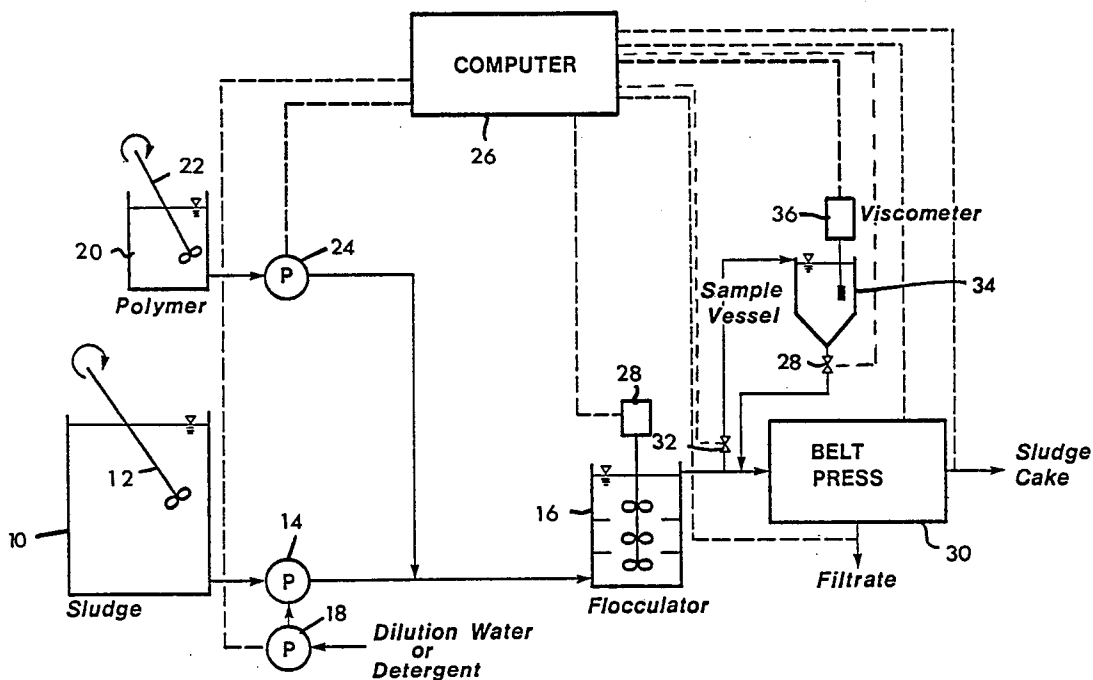 COMPUTER
26
22
20
Polymer
24
P
36
Viscometer
Sample
Vessel
34
28
28
32
12
10
Sludge
14
P
18
P
Dilution Water
or
Detergent
16
Flocculator
BELT
PRESS
30
Sludge
Cake
Filtrate